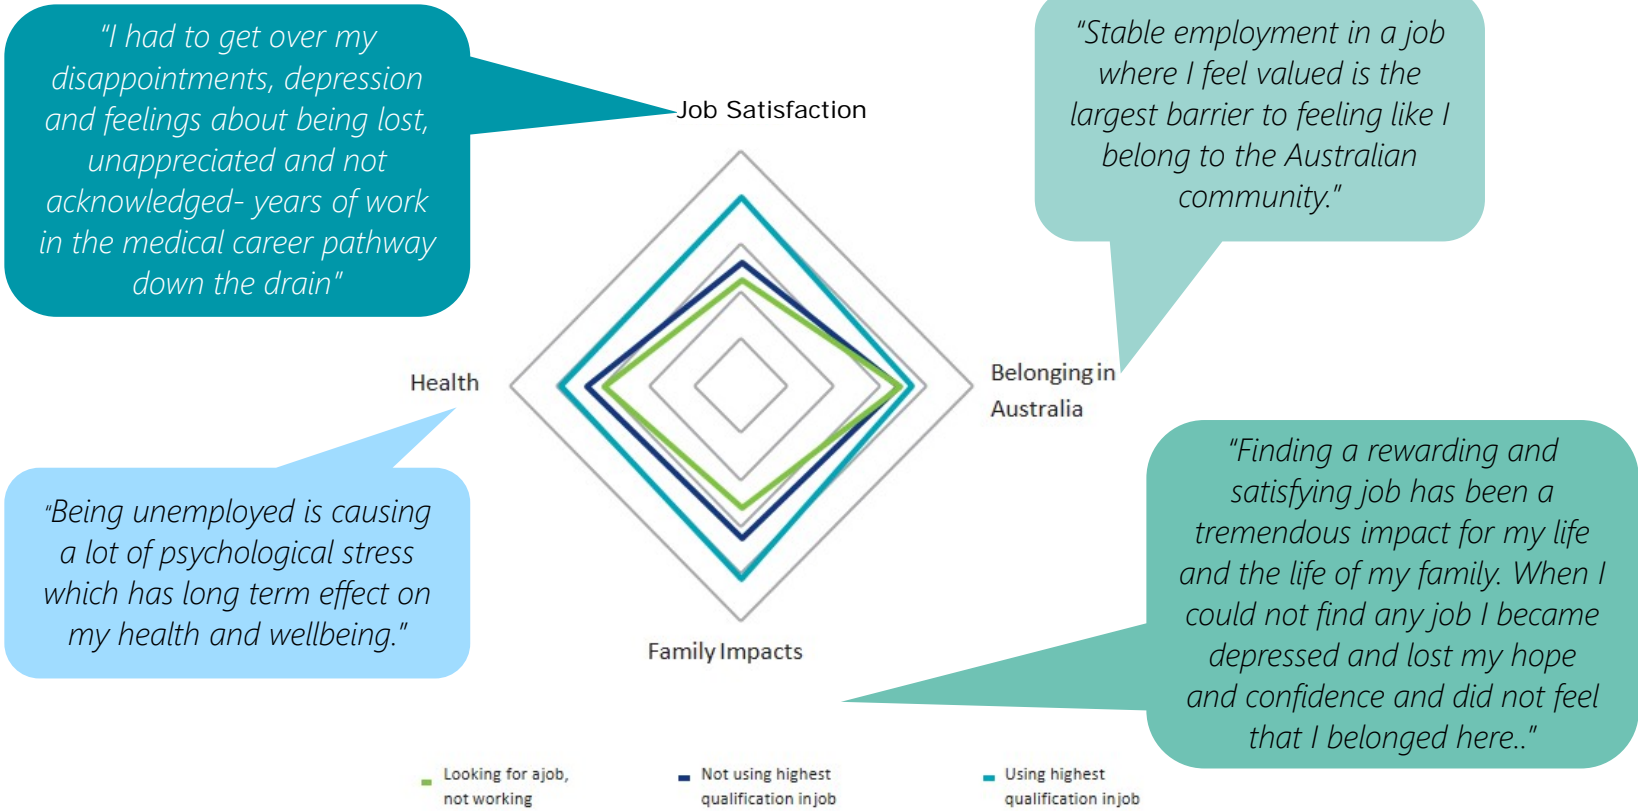 "I had to get over my
disappointments, depression
and feelings about being lost,
unappreciated and not
acknowledged- years of work
in the medical career pathway
down the drain"
"Stable employment in a job
where I feel valued is the
largest barrier to feeling like I
belong to the Australian
community."
Job Satisfaction
Health
Belonging in
Australia
"Being unemployed is causing
a lot of psychological stress
which has long term effect on
my health and wellbeing."
"Finding a rewarding and
satisfying job has been a
tremendous impact for my life
and the life of my family. When I
could not find any job I became
depressed and lost my hope
and confidence and did not feel
that I belonged here.."
Family Impacts
Looking for ajob,
not working
Not using highest
qualification injob
Using highest
qualification injob